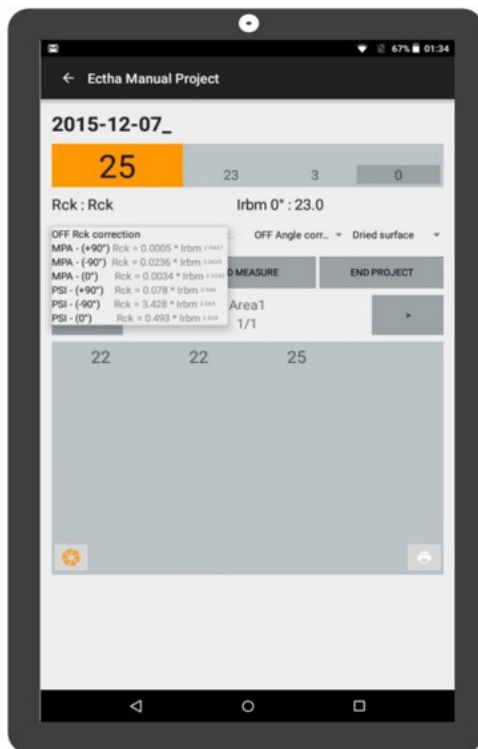 67% 01:34
← Ectha Manual Project
2015-12-07_
25 23 3 0
Rck : Rck Irbm 0° : 23.0
OFF Rck correction
OFF Angle corr... Dried surface
MPA - (+90°) Rck = 0.0005 * Irbm
MPA - (-90°) Rck = 0.0236 * Irbm
MPA - (0°) Rck = 0.0034 * Irbm
PSI - (+90°) Rck = 0.078 * Irbm
PSI - (-90°) Rck = 3.428 * Irbm
PSI - (0°) Rck = 0.493 * Irbm
MEASURE END PROJECT
Area1
1/1 >
22 22 25